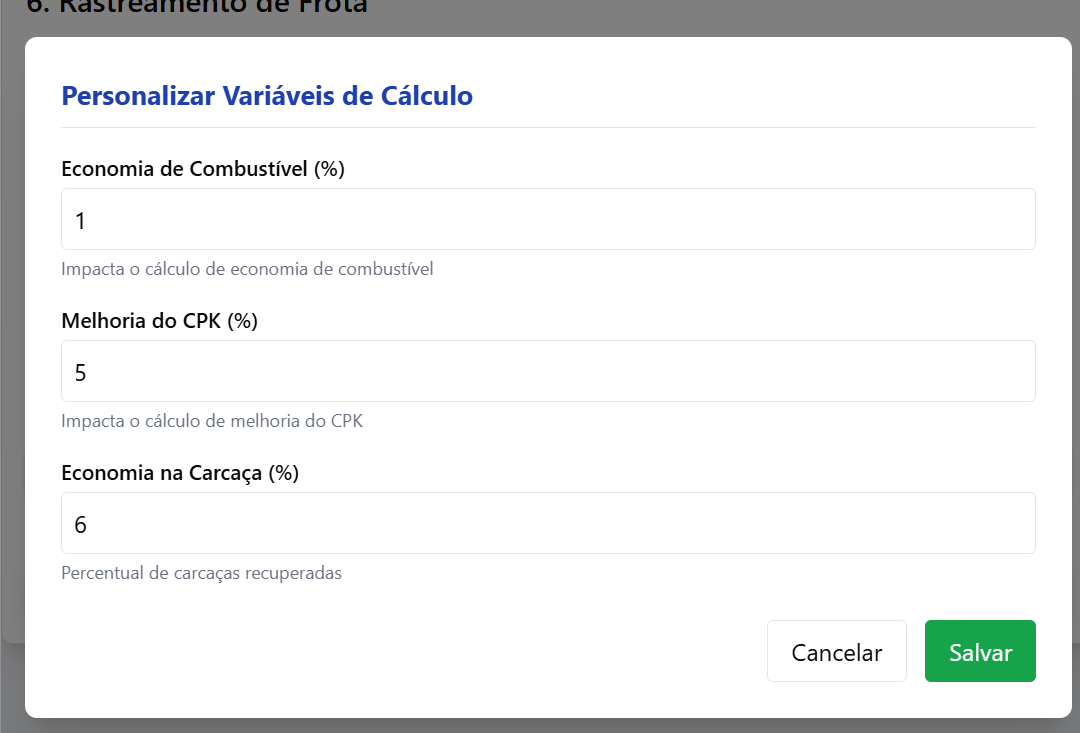 6. Rastreamento de Frota
Personalizar Variáveis de Cálculo
Economia de Combustível (%)
1
Impacta o cálculo de economia de combustível
Melhoria do CPK (%)
5
Impacta o cálculo de melhoria do CPK
Economia na Carcaça (%)
6
Percentual de carcaças recuperadas
Cancelar
Salvar